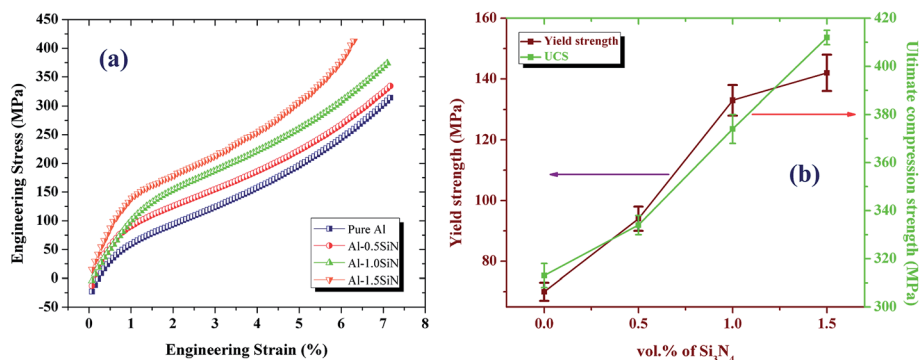 (a)
Engineering Stress (MPa)
450
400
350
300
250
200
150
100
50
0
-50
0
1
2
3
4
5
6
7
8
Engineering Strain (%)
Pure Al
Al-0.5SiN
Al-1.0SiN
Al-1.5SiN
(b)
Yield strength (MPa)
160
140
120
100
80
Yield strength
UCS
Ultimate compression strength (MPa)
420
400
380
360
340
320
300
0.0
0.5
1.0
1.5
vol.% of Si₃N₄